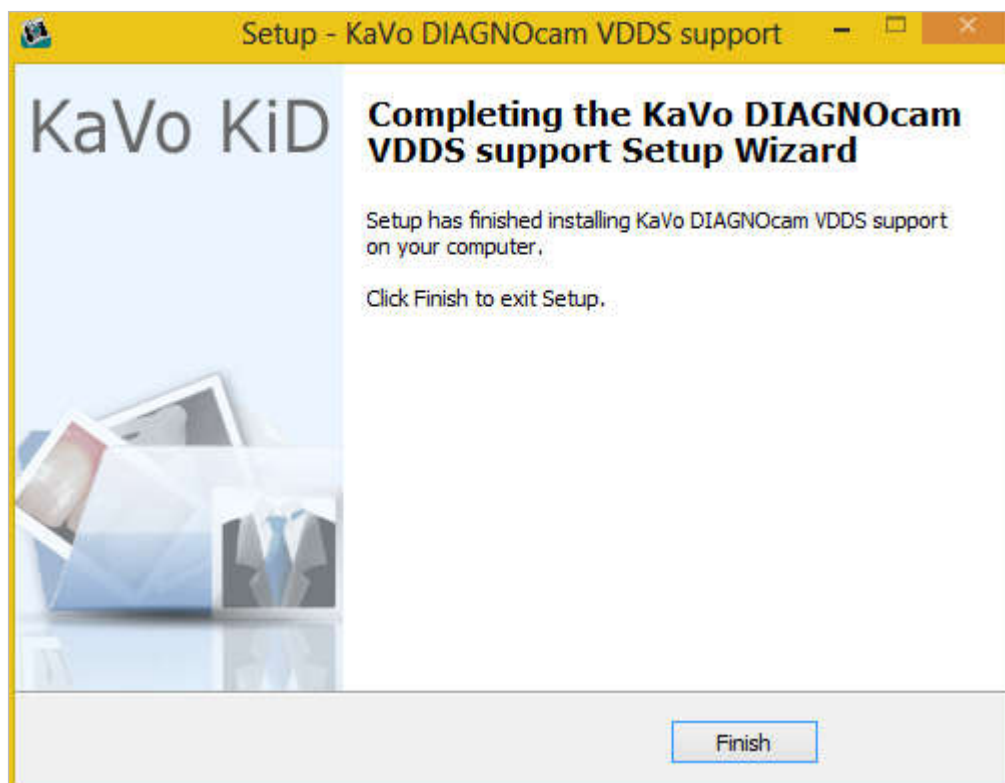 Setup - KaVo DIAGNOcam VDDS support
KaVo KiD
Completing the KaVo DIAGNOcam
VDDS support Setup Wizard
Setup has finished installing KaVo DIAGNOcam VDDS support
on your computer.
Click Finish to exit Setup.
Finish